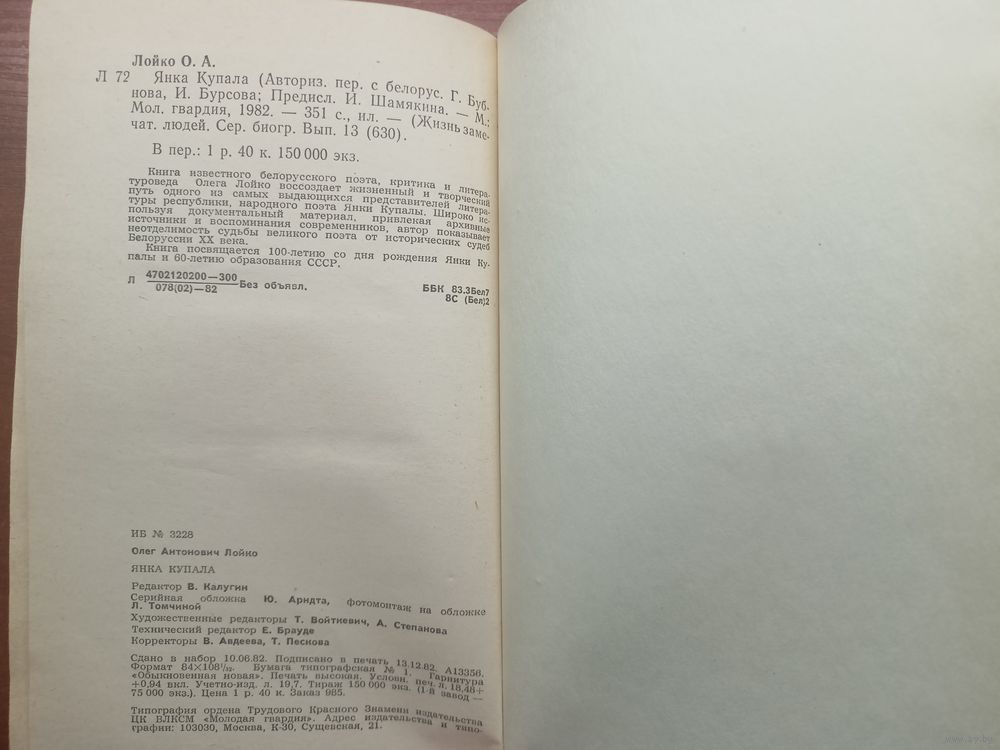 Лойко О. А.
Л 72 Янка Купала (Авториз. пер. с белорус. Г. Буб-
нова, И. Бурсова; Предисл. И. Шамякина. — М.:
Мол. гвардия, 1982. — 351 с., ил. — (Жизнь заме-
чат. людей. Сер. биогр. Вып. 13 (630).
В пер.: 1 р. 40 к. 150 000 экз.
Книга известного белорусского поэта, критика и литера-
туроведа Олега Лойко воссоздает жизненный и творческий
путь одного из самых выдающихся представителей литера-
туры республики, народного поэта Янки Купалы. Широко ис-
пользуя документальный материал, привлекая архивные
источники и воспоминания современников, автор показывает
неотделимость судьбы великого поэта от исторических судеб
Белоруссии XX века.
Книга посвящается 100-летию со дня рождения Янки Ку-
палы и 60-летию образования СССР.
Л 4702120200—300
078(02)—82 Без объявл.
ББК 83.3Бел7
8С (Бел)2
ИБ № 3228
Олег Антонович Лойко
ЯНКА КУПАЛА
Редактор В. Калугин
Серийная обложка Ю. Арндта, фотомонтаж на обложке
Л. Томчиной
Художественные редакторы Т. Войткевич, А. Степанова
Технический редактор Е. Брауде
Корректоры В. Авдеева, Т. Пескова
Сдано в набор 10.06.82. Подписано в печать 13.12.82. А13358.
Формат 84×108¹/₃₂. Бумага типографская № 1. Гарнитура
«Обыкновенная новая». Печать высокая. Условн. печ. л. 18,48+
+0,94 вкл. Учетно-изд. л. 19,7. Тираж 150 000 экз. (1-й завод —
75 000 экз.). Цена 1 р. 40 к. Заказ 985.
Типография ордена Трудового Красного Знамени издательства
ЦК ВЛКСМ «Молодая гвардия». Адрес издательства и типо-
графии: 103030, Москва, К-30, Сущевская, 21.